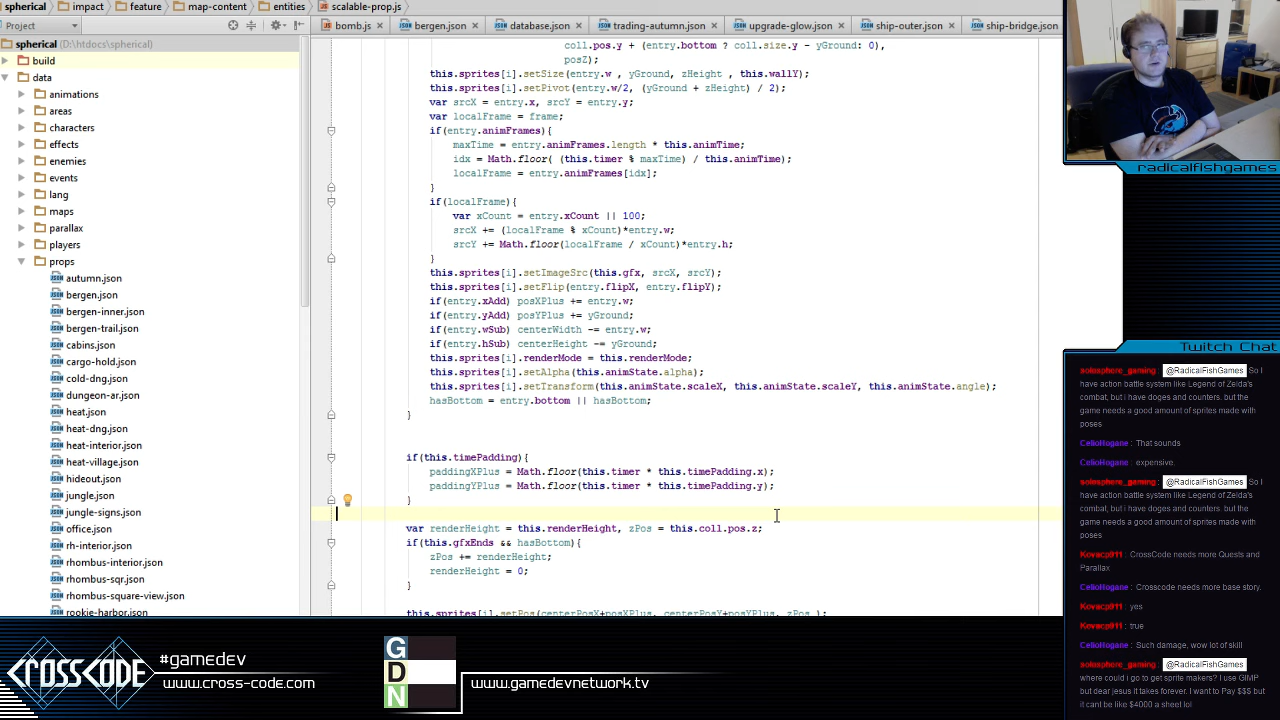 spherical
impact
feature
map-content
entities
scalable-prop.js
Project
bomb.js
bergen.json
database.json
trading-autumn.json
upgrade-glow.json
ship-outer.json
ship-bridge.json
spherical (D:\htdocs\spherical)
build
data
animations
areas
characters
effects
enemies
events
lang
maps
parallax
players
props
autumn.json
bergen.json
bergen-inner.json
bergen-trail.json
cabins.json
cargo-hold.json
cold-dng.json
dungeon-ar.json
heat.json
heat-dng.json
heat-interior.json
heat-village.json
hideout.json
jungle.json
jungle-signs.json
office.json
rh-interior.json
rhombus-interior.json
rhombus-sqr.json
rhombus-square-view.json
rookie-harbor.json
coll.pos.y + (entry.bottom ? coll.size.y - yGround: 0),
posZ);
this.sprites[i].setSize(entry.w , yGround, zHeight , this.wallY);
this.sprites[i].setPivot(entry.w/2, (yGround + zHeight) / 2);
var srcX = entry.x, srcY = entry.y;
var localFrame = frame;
if(entry.animFrames){
maxTime = entry.animFrames.length * this.animTime;
idx = Math.floor( (this.timer % maxTime) / this.animTime);
localFrame = entry.animFrames[idx];
}
if(localFrame){
var xCount = entry.xCount || 100;
srcX += (localFrame % xCount)*entry.w;
srcY += Math.floor(localFrame / xCount)*entry.h;
}
this.sprites[i].setImageSrc(this.gfx, srcX, srcY);
this.sprites[i].setFlip(entry.flipX, entry.flipY);
if(entry.xAdd) posXPlus += entry.w;
if(entry.yAdd) posYPlus += yGround;
if(entry.wSub) centerWidth -= entry.w;
if(entry.hSub) centerHeight -= yGround;
this.sprites[i].renderMode = this.renderMode;
this.sprites[i].setAlpha(this.animState.alpha);
this.sprites[i].setTransform(this.animState.scaleX, this.animState.scaleY, this.animState.angle);
hasBottom = entry.bottom || hasBottom;
}
if(this.timePadding){
paddingXPlus = Math.floor(this.timer * this.timePadding.x);
paddingYPlus = Math.floor(this.timer * this.timePadding.y);
}
var renderHeight = this.renderHeight, zPos = this.coll.pos.z;
if(this.gfxEnds && hasBottom){
zPos += renderHeight;
renderHeight = 0;
}
this.sprites[i].setPos(centerPosX+posXPlus, centerPosY+posYPlus, zPos );
radicalfishgames
Twitch Chat
solusphere_gaming: @RadicalFishGames So I
have action battle system like Legend of Zelda's
combat, but i have doges and counters. but the
game needs a good amount of sprites made with
poses
CelioHogane: That sounds
CelioHogane: expensive.
solusphere_gaming: @RadicalFishGames So I
have action battle system like Legend of Zelda's
combat, but i have doges and counters. but the
game needs a good amount of sprites made with
poses
Kovacp911: CrossCode needs more Quests and
Parallax
CelioHogane: Crosscode needs more base story.
Kovacp911: yes
Kovacp911: true
CelioHogane: Such damage, wow lot of skill
solusphere_gaming: @RadicalFishGames
where could i go to get sprite makers? I use GIMP
but dear jesus it takes forever. I want to Pay $$$ but
it cant be like $4000 a sheet lol
CROSSCODE
#gamedev
www.cross-code.com
G
D
N
www.gamedevnetwork.tv